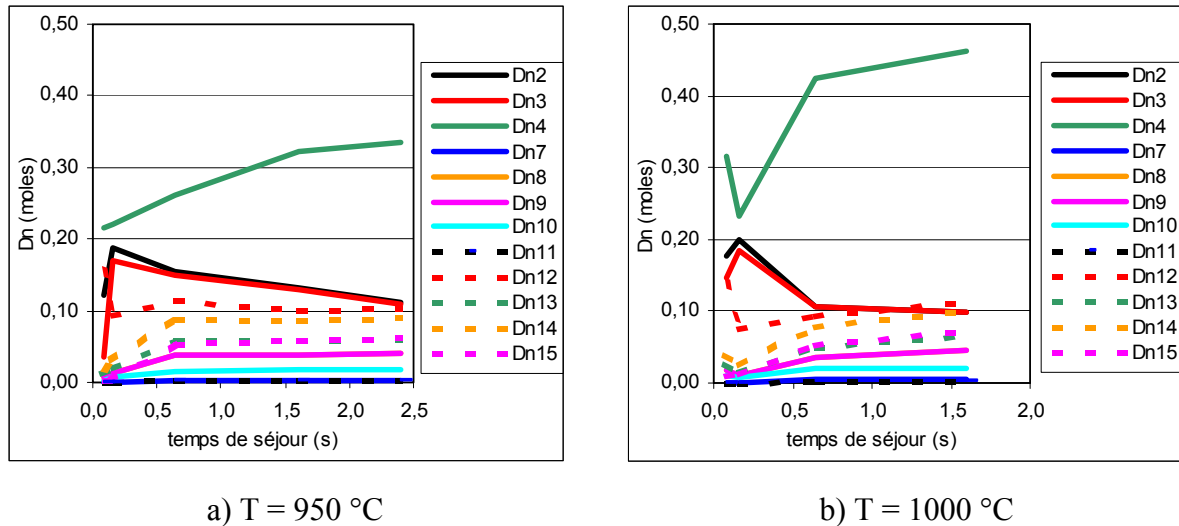 0,50
0,40
0,30
0,20
0,10
0,00
Dn (moles)
0,0 0,5 1,0 1,5 2,0 2,5
temps de séjour (s)
Dn2
Dn3
Dn4
Dn7
Dn8
Dn9
Dn10
Dn11
Dn12
Dn13
Dn14
Dn15
a) T = 950 °C
0,50
0,40
0,30
0,20
0,10
0,00
Dn (moles)
0,0 0,5 1,0 1,5 2,0
temps de séjour (s)
Dn2
Dn3
Dn4
Dn7
Dn8
Dn9
Dn10
Dn11
Dn12
Dn13
Dn14
Dn15
b) T = 1000 °C